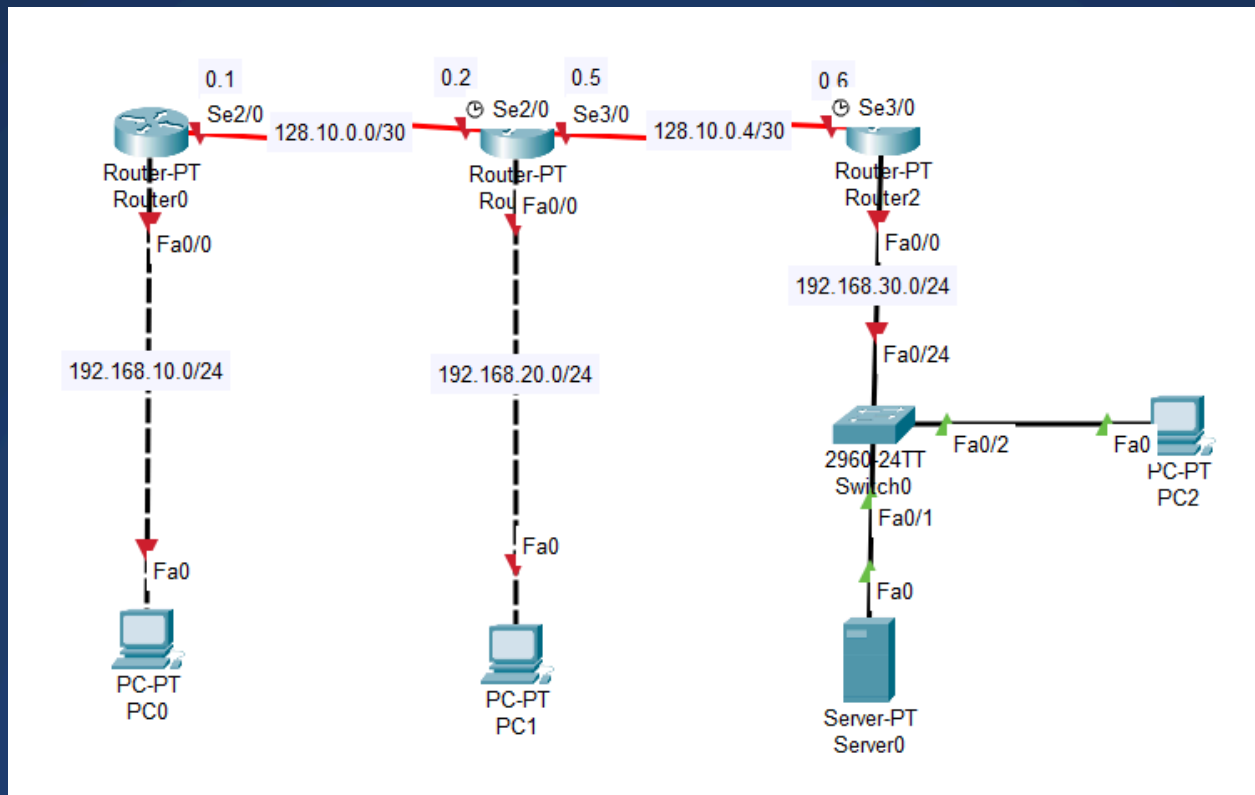 0.1
0.2
0.5
0.6
Se2/0
Se2/0
Se3/0
Se3/0
128.10.0.0/30
128.10.0.4/30
Router-PT
Router0
Router-PT
Rou
Router-PT
Router2
Fa0/0
Fa0/0
Fa0/0
192.168.30.0/24
Fa0/24
192.168.10.0/24
192.168.20.0/24
2960-24TT
Switch0
Fa0/2
Fa0
PC-PT
PC2
Fa0/1
Fa0
Fa0
Fa0
PC-PT
PC0
PC-PT
PC1
Server-PT
Server0